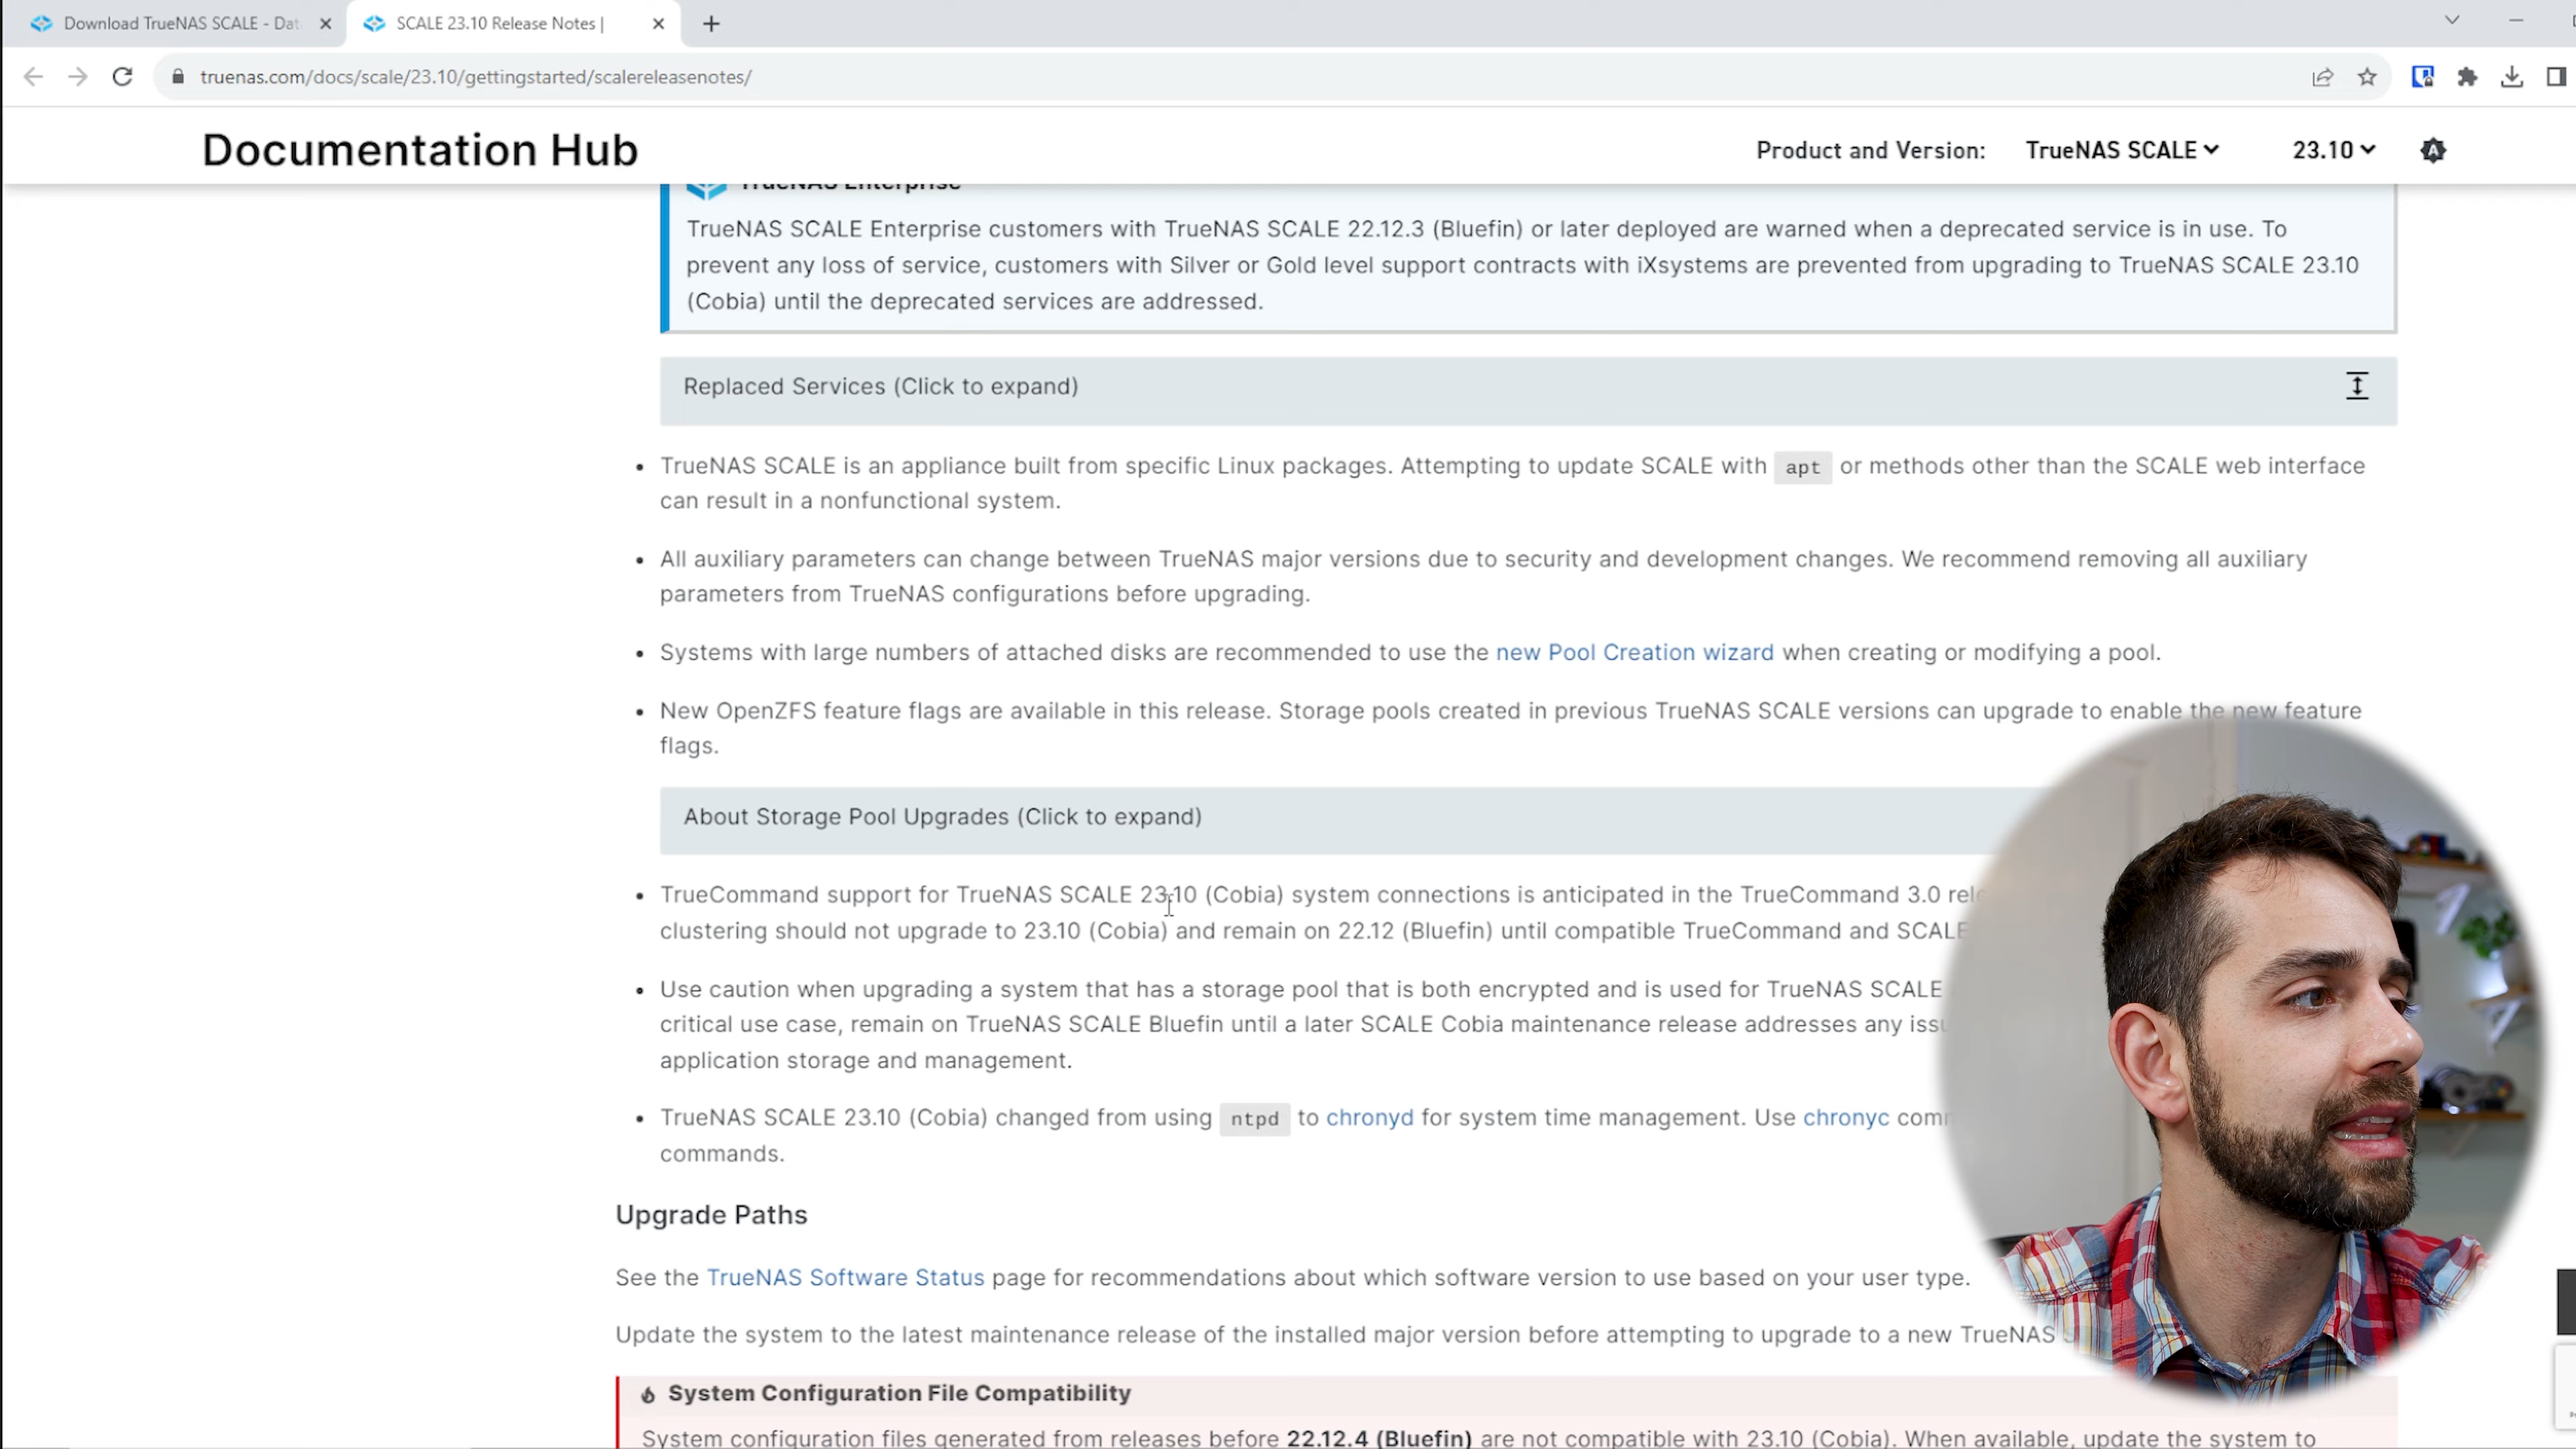 Download TrueNAS SCALE - Dat
SCALE 23.10 Release Notes |
truenas.com/docs/scale/23.10/gettingstarted/scalereleasenotes/
Documentation Hub
Product and Version: TrueNAS SCALE 23.10
TrueNAS Enterprise
TrueNAS SCALE Enterprise customers with TrueNAS SCALE 22.12.3 (Bluefin) or later deployed are warned when a deprecated service is in use. To
prevent any loss of service, customers with Silver or Gold level support contracts with iXsystems are prevented from upgrading to TrueNAS SCALE 23.10
(Cobia) until the deprecated services are addressed.
Replaced Services (Click to expand)
• TrueNAS SCALE is an appliance built from specific Linux packages. Attempting to update SCALE with apt or methods other than the SCALE web interface
can result in a nonfunctional system.
• All auxiliary parameters can change between TrueNAS major versions due to security and development changes. We recommend removing all auxiliary
parameters from TrueNAS configurations before upgrading.
• Systems with large numbers of attached disks are recommended to use the new Pool Creation wizard when creating or modifying a pool.
• New OpenZFS feature flags are available in this release. Storage pools created in previous TrueNAS SCALE versions can upgrade to enable the new feature
flags.
About Storage Pool Upgrades (Click to expand)
• TrueCommand support for TrueNAS SCALE 23.10 (Cobia) system connections is anticipated in the TrueCommand 3.0
clustering should not upgrade to 23.10 (Cobia) and remain on 22.12 (Bluefin) until compatible TrueCommand and SCALE
• Use caution when upgrading a system that has a storage pool that is both encrypted and is used for TrueNAS SCALE
critical use case, remain on TrueNAS SCALE Bluefin until a later SCALE Cobia maintenance release addresses any
application storage and management.
• TrueNAS SCALE 23.10 (Cobia) changed from using ntpd to chronyd for system time management. Use chronyc
commands.
Upgrade Paths
See the TrueNAS Software Status page for recommendations about which software version to use based on your user type.
Update the system to the latest maintenance release of the installed major version before attempting to upgrade to a new TrueNAS
System Configuration File Compatibility
System configuration files generated from releases before 22.12.4 (Bluefin) are not compatible with 23.10 (Cobia). When available, update the system to